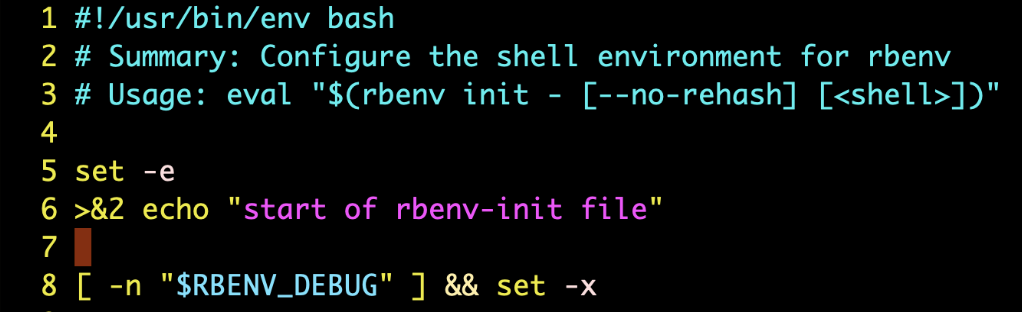 1 #!/usr/bin/env bash
2 # Summary: Configure the shell environment for rbenv
3 # Usage: eval "$(rbenv init - [--no-rehash] [<shell>])"
4
5 set -e
6 >&2 echo "start of rbenv-init file"
7
8 [ -n "$RBENV_DEBUG" ] && set -x